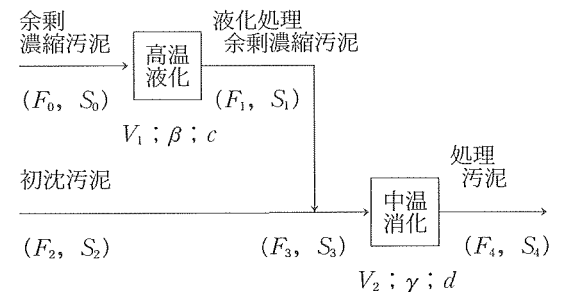 余剰
濃縮汚泥
高温
液化
液化処理
余剰濃縮汚泥
(F₀, S₀)
(F₁, S₁)
V₁；β；c
初沈汚泥
中温
消化
処理
汚泥
(F₂, S₂)
(F₃, S₃)
(F₄, S₄)
V₂；γ；d